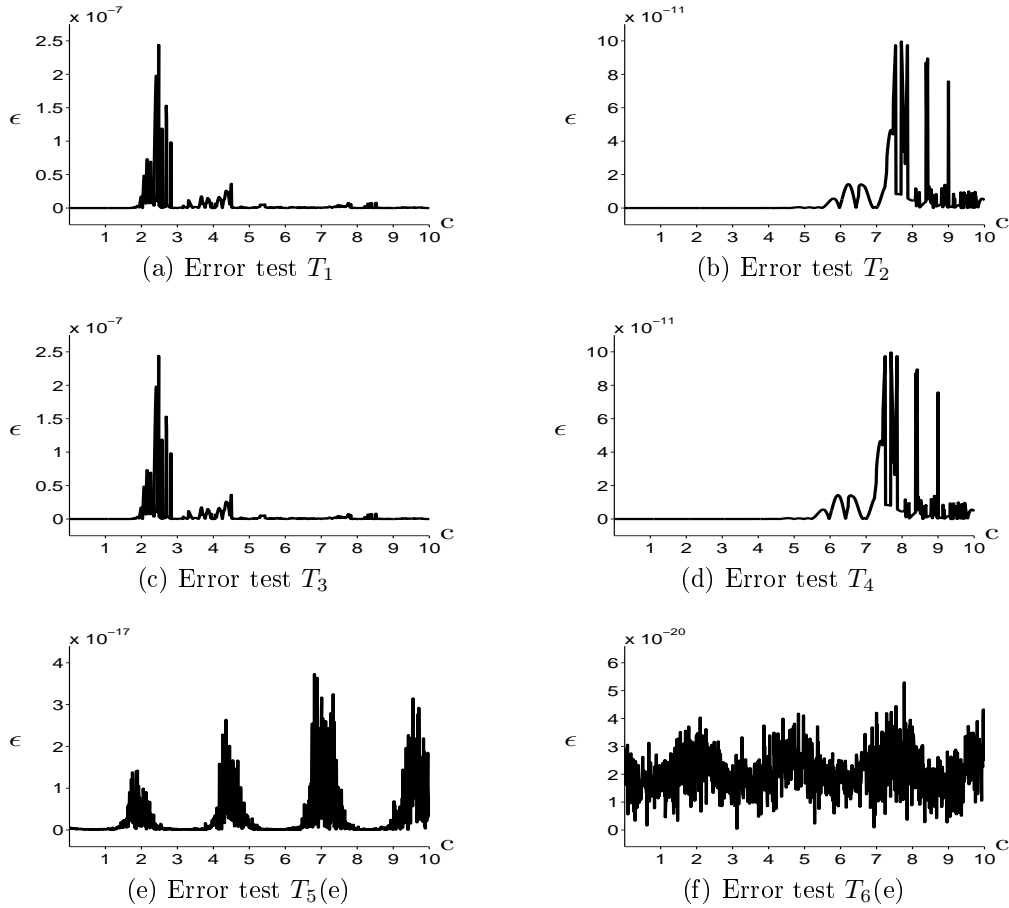 x 10⁻⁷
2.5
2
1.5
1
0.5
0
ϵ
1 2 3 4 5 6 7 8 9 10 c
(a) Error test T₁
x 10⁻¹¹
10
8
6
4
2
0
ϵ
1 2 3 4 5 6 7 8 9 10 c
(b) Error test T₂
x 10⁻⁷
2.5
2
1.5
1
0.5
0
ϵ
1 2 3 4 5 6 7 8 9 10 c
(c) Error test T₃
x 10⁻¹¹
10
8
6
4
2
0
ϵ
1 2 3 4 5 6 7 8 9 10 c
(d) Error test T₄
x 10⁻¹⁷
4
3
2
1
0
ϵ
1 2 3 4 5 6 7 8 9 10 c
(e) Error test T₅(e)
x 10⁻²⁰
6
5
4
3
2
1
0
ϵ
1 2 3 4 5 6 7 8 9 10 c
(f) Error test T₆(e)